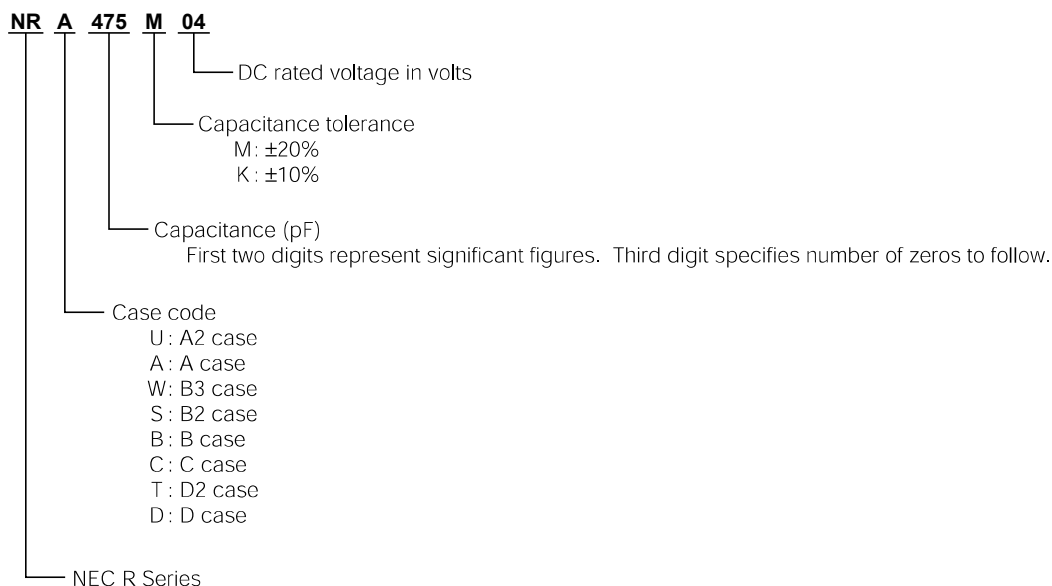 NR A 475 M 04
DC rated voltage in volts
Capacitance tolerance
M: ±20%
K: ±10%
Capacitance (pF)
First two digits represent significant figures. Third digit specifies number of zeros to follow.
Case code
U: A2 case
A: A case
W: B3 case
S: B2 case
B: B case
C: C case
T: D2 case
D: D case
NEC R Series